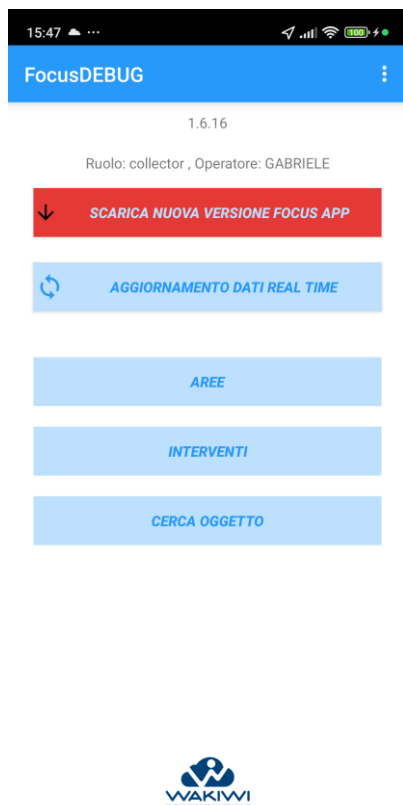 15:47
100
FocusDEBUG
1.6.16
Ruolo: collector , Operatore: GABRIELE
SCARICA NUOVA VERSIONE FOCUS APP
AGGIORNAMENTO DATI REAL TIME
AREE
INTERVENTI
CERCA OGGETTO
WAKIWI